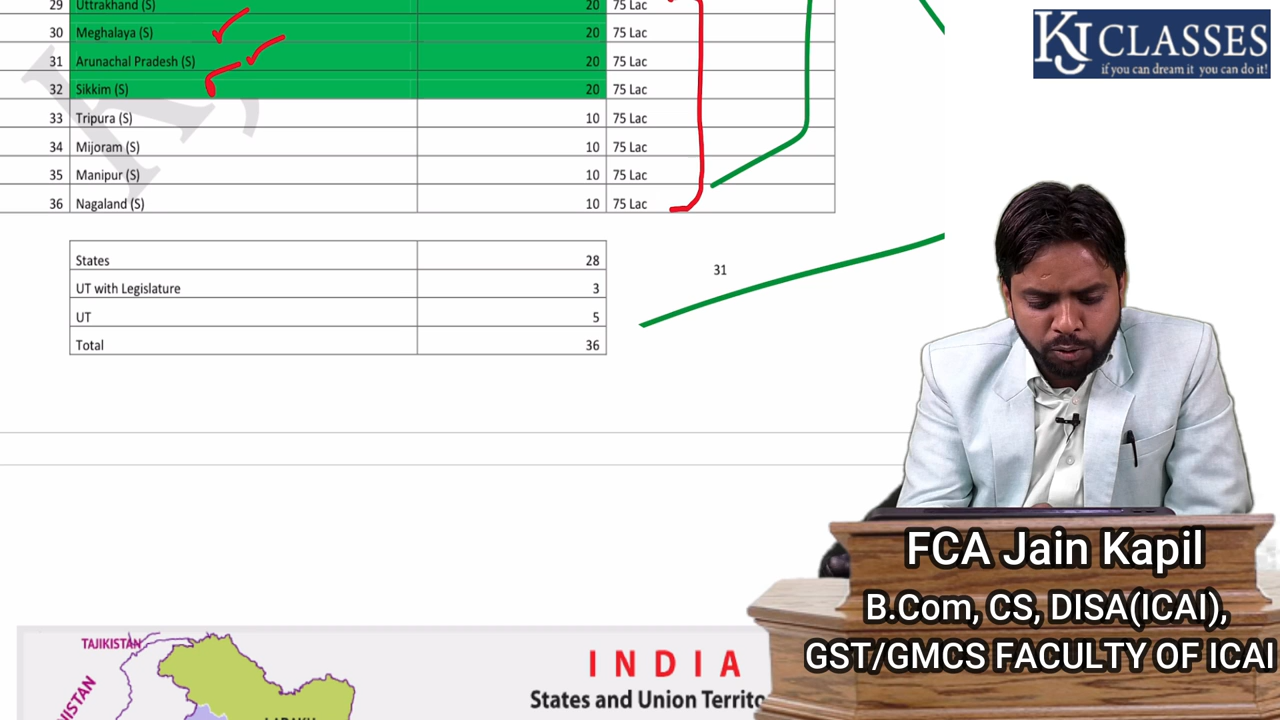 29 Uttrakhand (S) 20 75 Lac
30 Meghalaya (S) 20 75 Lac
31 Arunachal Pradesh (S) 20 75 Lac
32 Sikkim (S) 20 75 Lac
33 Tripura (S) 10 75 Lac
34 Mijoram (S) 10 75 Lac
35 Manipur (S) 10 75 Lac
36 Nagaland (S) 10 75 Lac
States 28
31
UT with Legislature 3
UT 5
Total 36
KJ CLASSES
if you can dream it you can do it!
FCA Jain Kapil
B.Com, CS, DISA(ICAI),
GST/GMCS FACULTY OF ICAI
TAJIKISTAN
INDIA
States and Union Territo